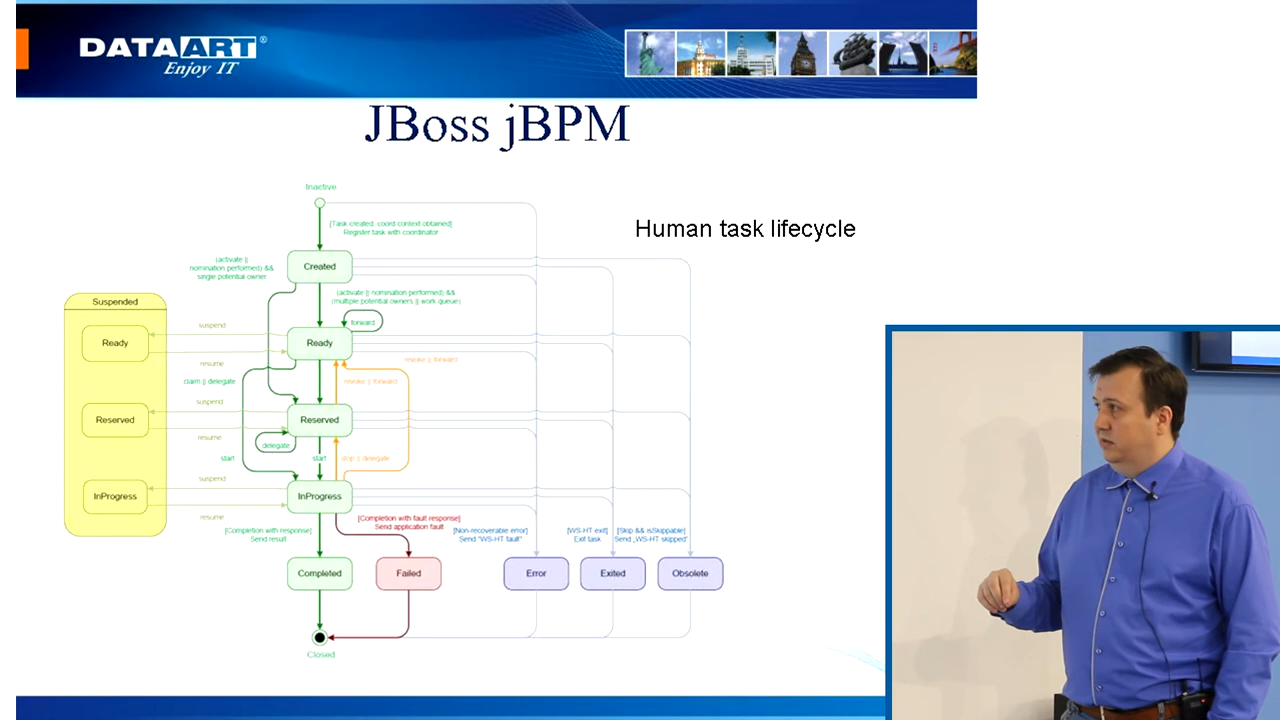 DATAART®
Enjoy IT
JBoss jBPM
Human task lifecycle
Inactive
[Task created, coord context obtained]
Register task with coordinator
(activate ||
nomination performed) &&
single potential owner
Created
(activate || nomination performed) &&
(multiple potential owners || work queue)
forward
Suspended
Ready
suspend
resume
Ready
revoke || forward
claim || delegate
revoke || forward
suspend
Reserved
resume
Reserved
delegate
start
start
stop || delegate
suspend
InProgress
resume
InProgress
[Completion with response]
Send result
[Completion with fault response]
Send application fault
[Non-recoverable error]
Send "WS-HT fault"
[WS-HT exit]
Exit task
[Skip && isSkippable]
Send „WS-HT skipped"
Completed
Failed
Error
Exited
Obsolete
Closed